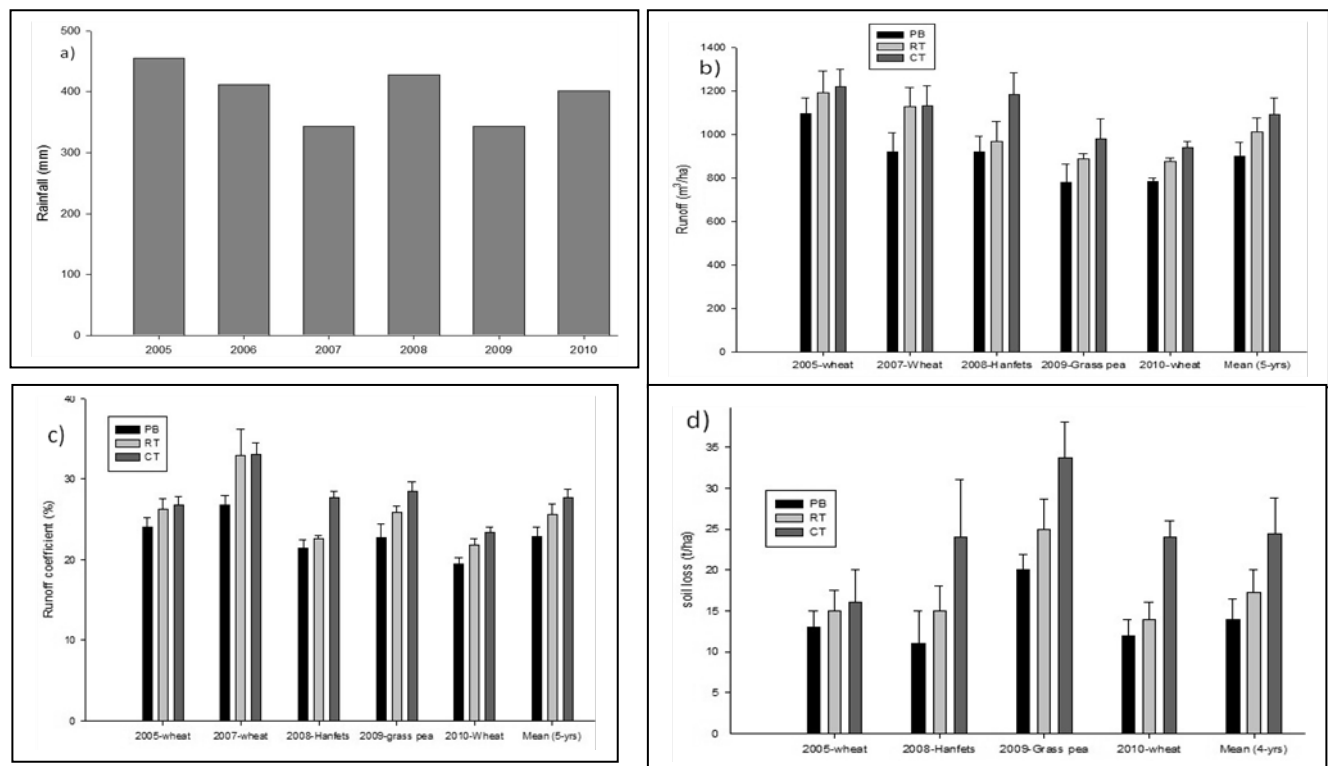 a)
Rainfall (mm)
500
400
300
200
100
0
2005 2006 2007 2008 2009 2010
b)
PB
RT
CT
Runoff (m³/ha)
1400
1200
1000
800
600
400
200
0
2005-wheat 2007-Wheat 2008-Hanfets 2009-Grass pea 2010-wheat Mean (5-yrs)
c)
PB
RT
CT
Runoff coefficient (%)
40
30
20
10
0
2005-wheat 2007-wheat 2008-Hanfets 2009-grass pea 2010-Wheat Mean (5-yrs)
d)
PB
RT
CT
soil loss (t/ha)
35
30
25
20
15
10
5
0
2005-wheat 2008-Hanfets 2009-Grass pea 2010-wheat Mean (4-yrs)